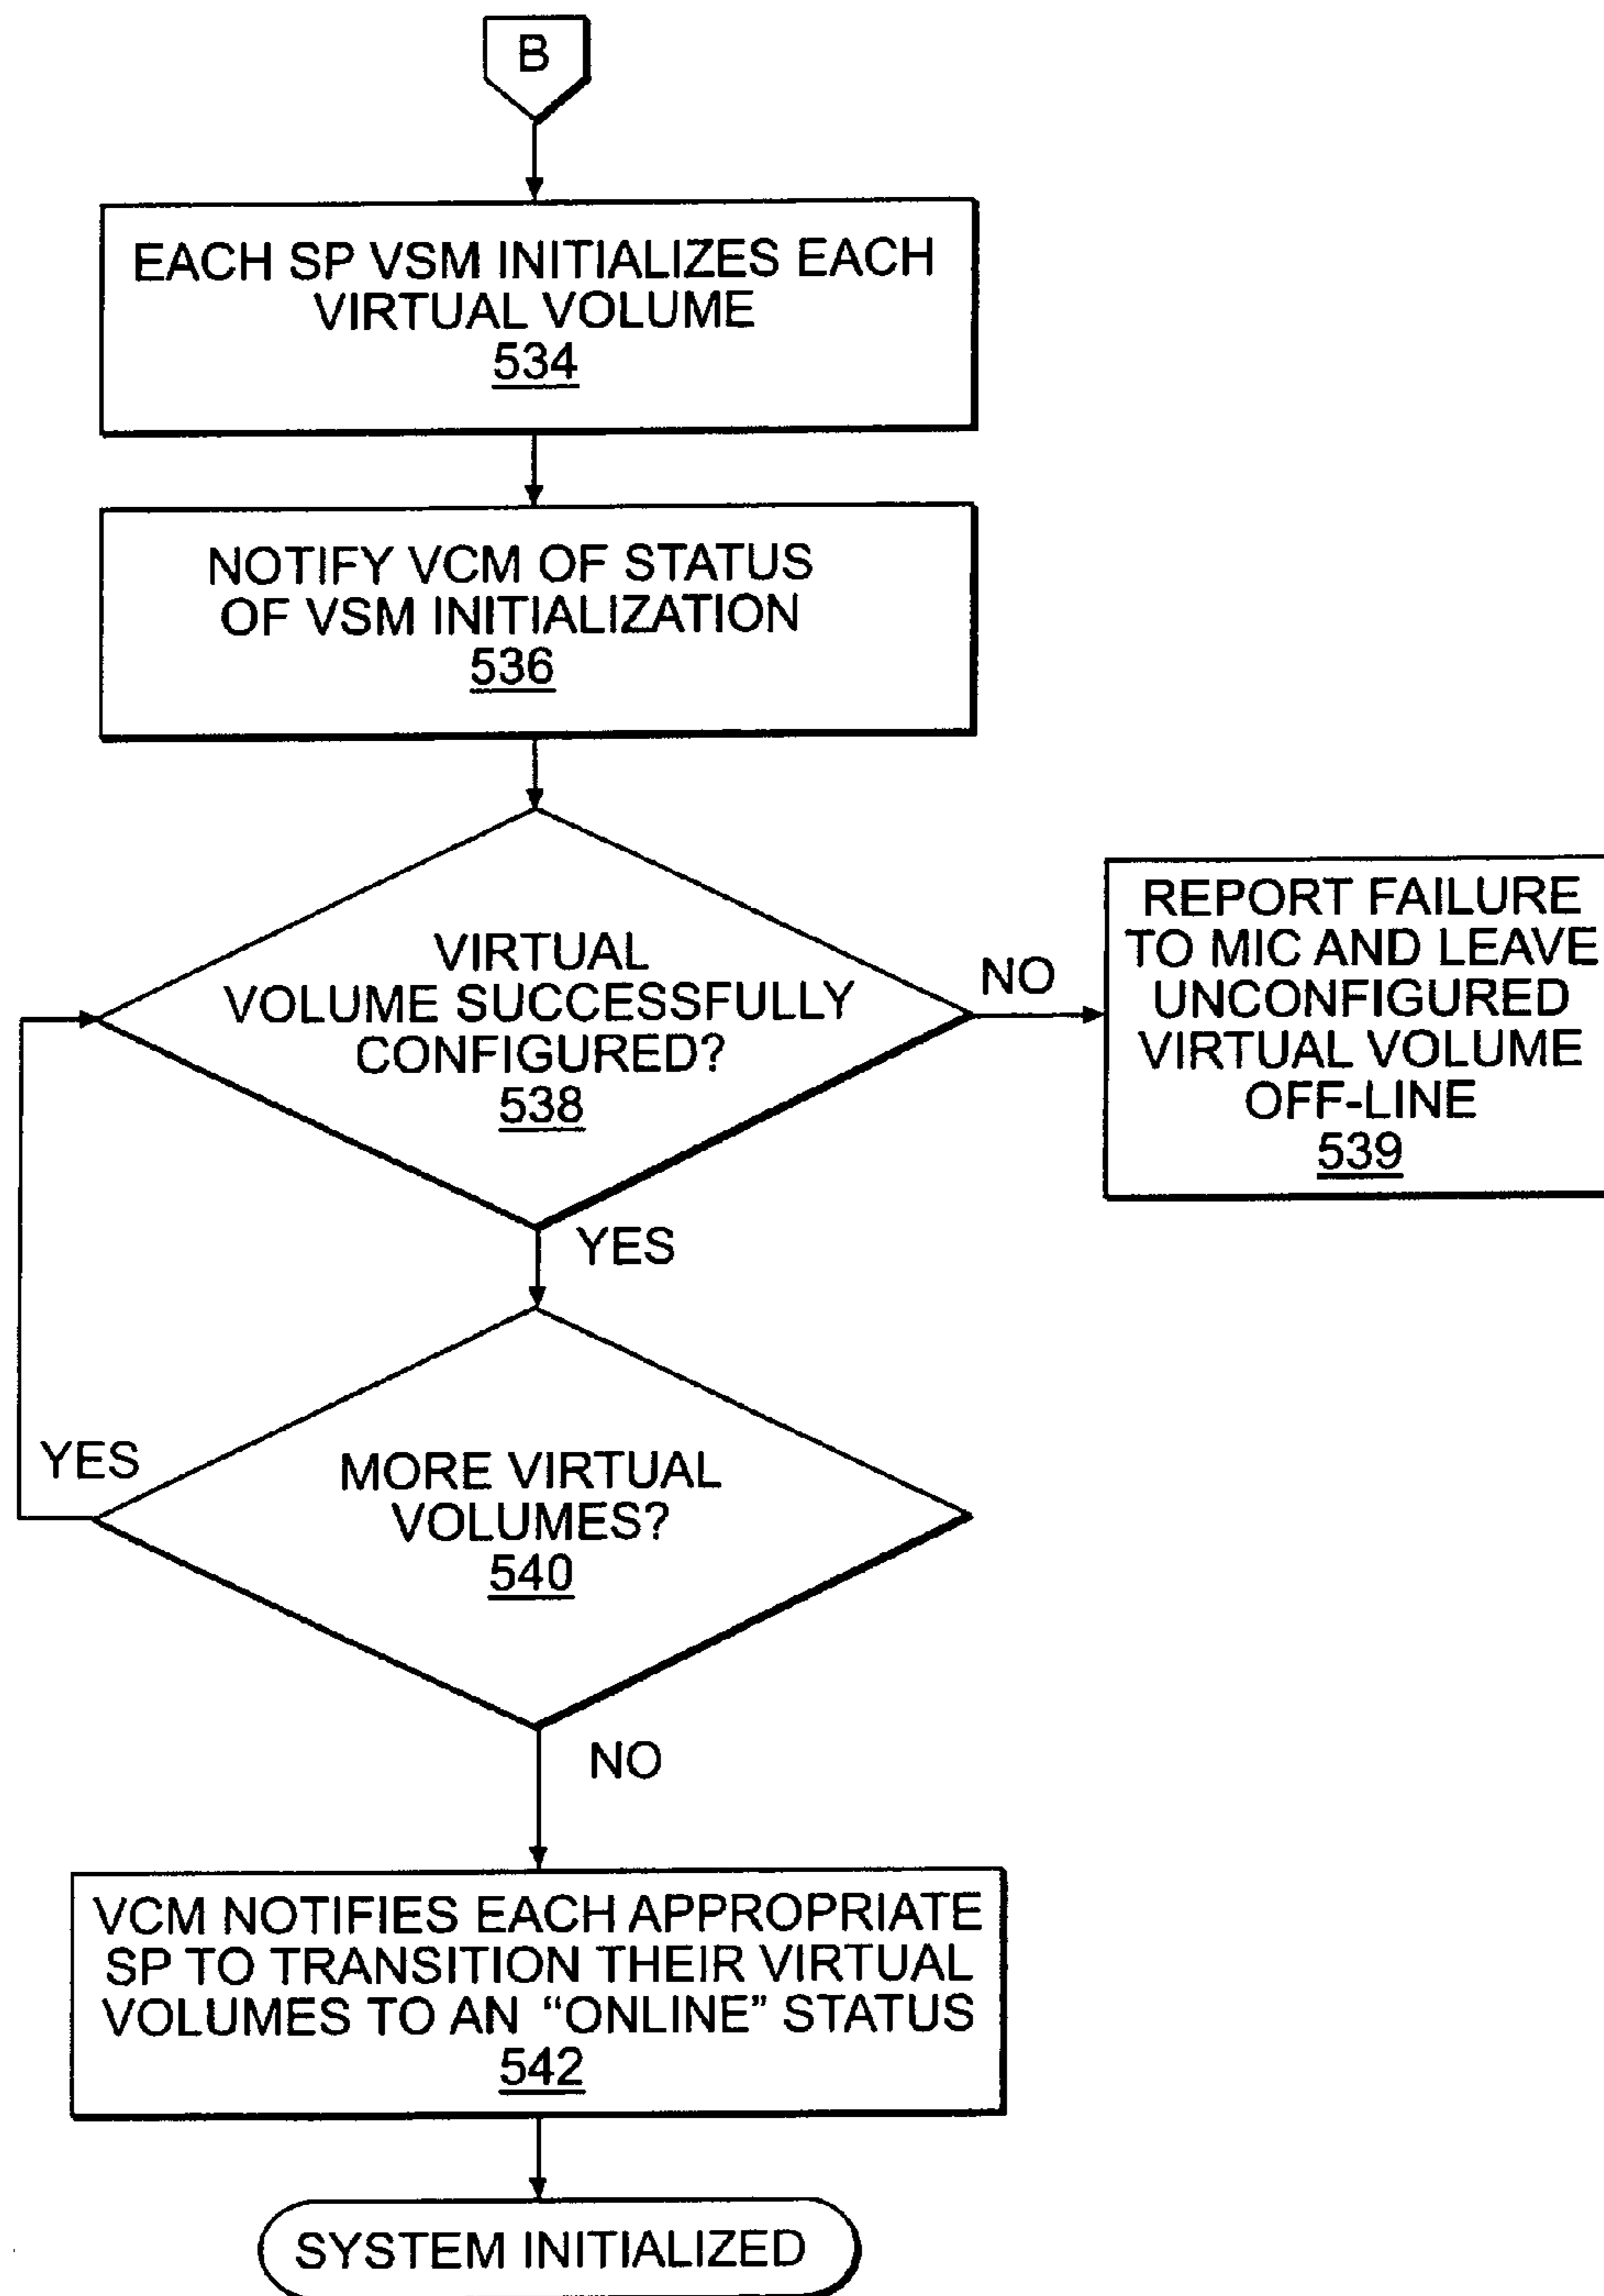 B
EACH SP VSM INITIALIZES EACH
VIRTUAL VOLUME
534
NOTIFY VCM OF STATUS
OF VSM INITIALIZATION
536
VIRTUAL
VOLUME SUCCESSFULLY
CONFIGURED?
538
NO
REPORT FAILURE
TO MIC AND LEAVE
UNCONFIGURED
VIRTUAL VOLUME
OFF-LINE
539
YES
YES
MORE VIRTUAL
VOLUMES?
540
NO
VCM NOTIFIES EACH APPROPRIATE
SP TO TRANSITION THEIR VIRTUAL
VOLUMES TO AN “ONLINE” STATUS
542
SYSTEM INITIALIZED